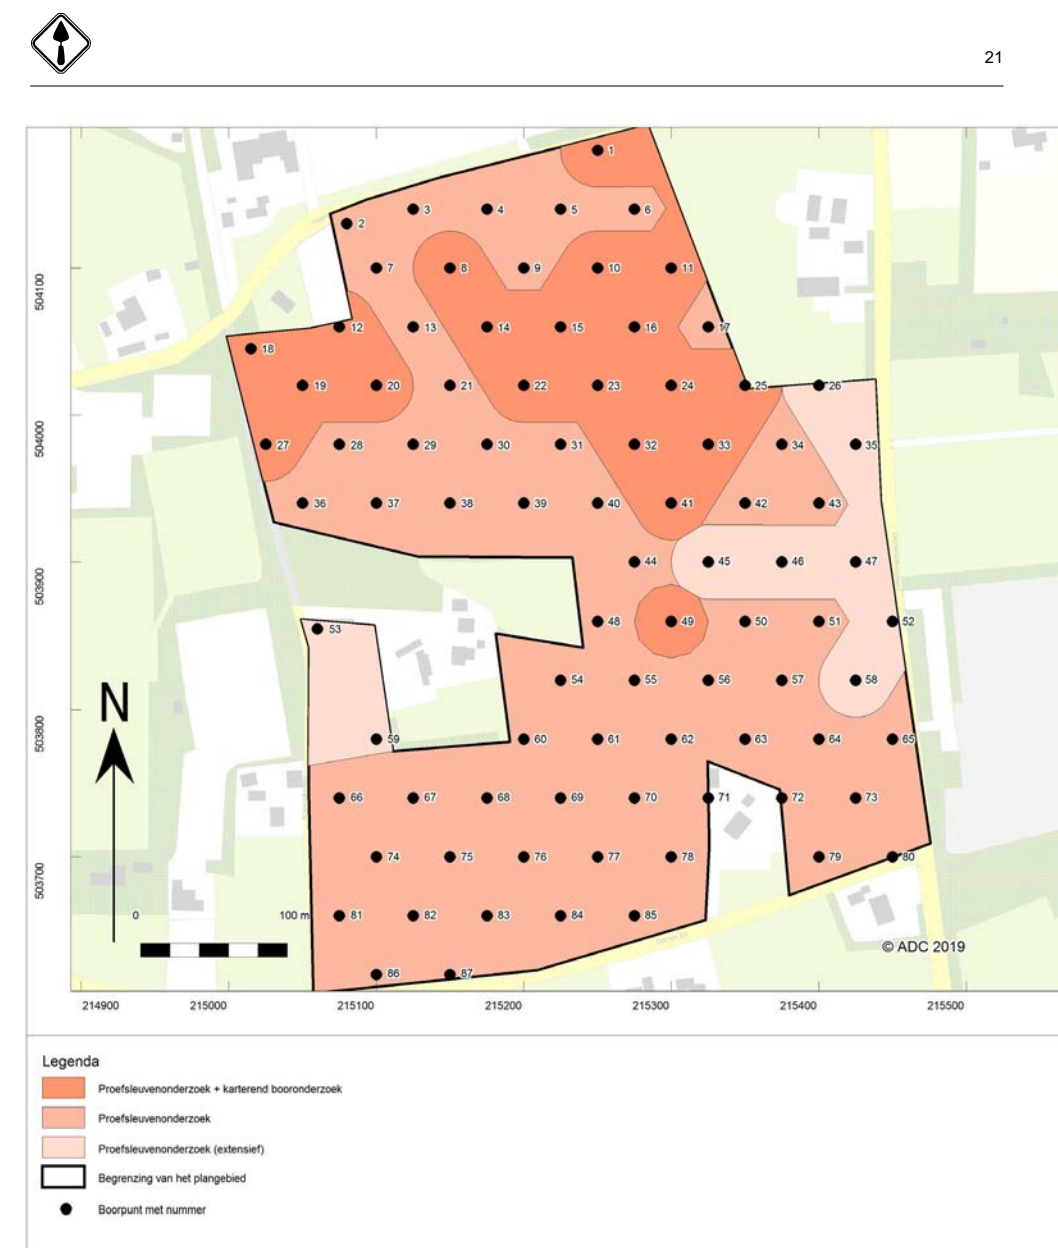 21
1
2 3 4 5 6
7 8 9 10 11
12 13 14 15 16 17
18
19 20 21 22 23 24 25 26
27 28 29 30 31 32 33 34 35
36 37 38 39 40 41 42 43
44 45 46 47
48 49 50 51 52
53
54 55 56 57 58
59 60 61 62 63 64 65
66 67 68 69 70 71 72 73
74 75 76 77 78 79 80
81 82 83 84 85
86 87
504100
504000
503900
503800
503700
N
0 100 m
© ADC 2019
214900 215000 215100 215200 215300 215400 215500
Legenda
Proefsleuvenonderzoek + karterend booronderzoek
Proefsleuvenonderzoek
Proefsleuvenonderzoek (extensief)
Begrenzing van het plangebied
Boorpunt met nummer